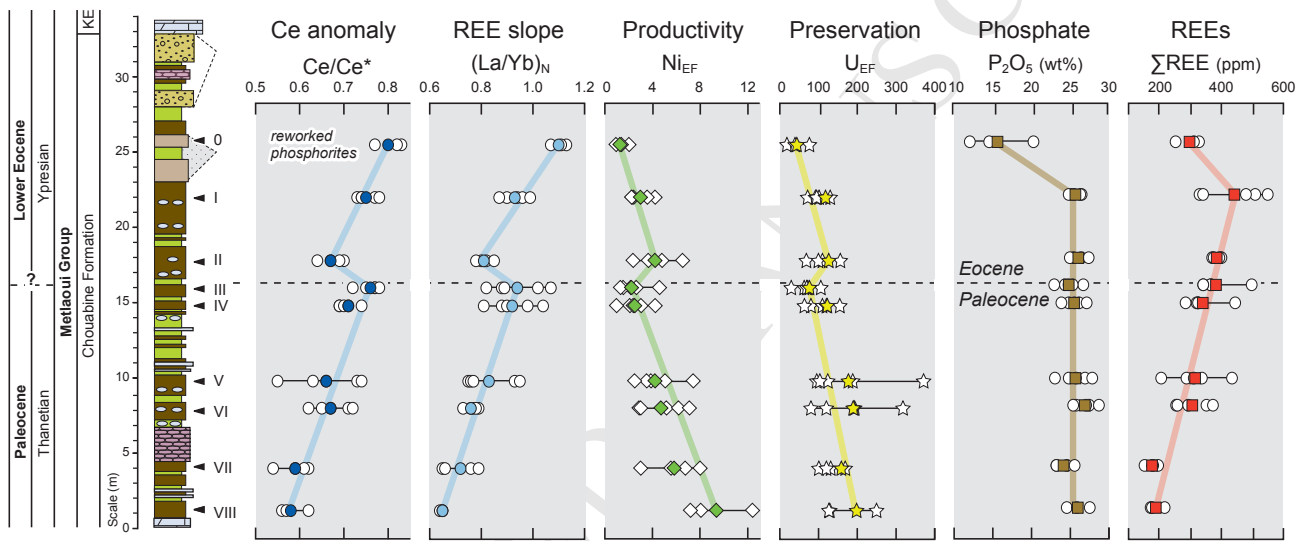 Ce anomaly
REE slope
Productivity
Preservation
Phosphate
REEs
Ce/Ce*
(La/Yb)N
NiEF
UEF
P2O5 (wt%)
∑REE (ppm)
0.5 0.6 0.7 0.8
0.6 0.8 1.0 1.2
0 4 8 12
0 100 200 300 400
10 15 20 25 30
200 400 600
KE
Lower Eocene
Ypresian
Paleocene
Thanetian
?
Metlaoui Group
Chouabine Formation
30
25
20
15
10
5
0
Scale (m)
0
I
II
III
IV
V
VI
VII
VIII
reworked
phosphorites
Eocene
Paleocene